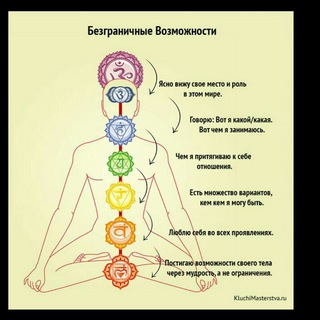 Безграничные Возможности
Ясно вижу свое место и роль
в этом мире.
Говорю: Вот я какой/какая.
Вот чем я занимаюсь.
Чем я притягиваю к себе
отношения.
Есть множество вариантов,
кем кем я могу быть.
Люблю себя во всех проявлениях.
Постигаю возможности своего тела
через мудрость, а не ограничения.
KluchiMasterstva.ru